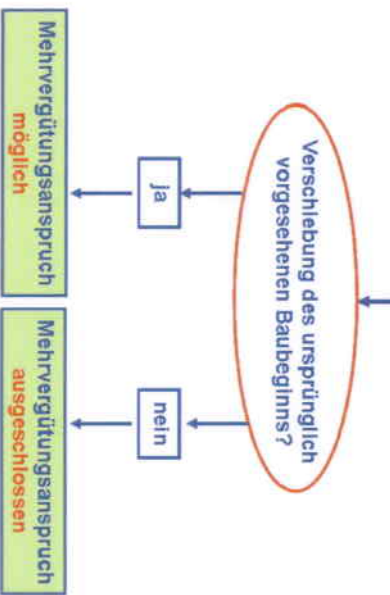 Verschiebung des ursprünglich
vorgesehenen Baubeginns?
ja
nein
Mehrvergütungsanspruch
möglich
Mehrvergütungsanspruch
ausgeschlossen